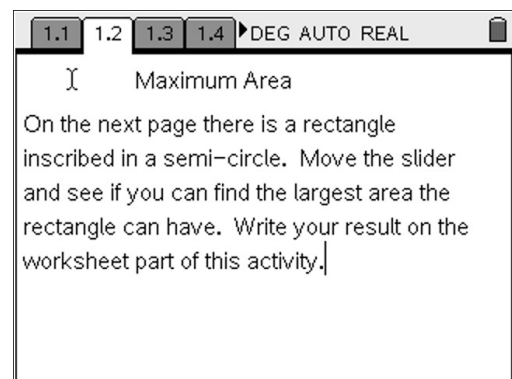 1.1 1.2 1.3 1.4 DEG AUTO REAL
Maximum Area
On the next page there is a rectangle
inscribed in a semi-circle. Move the slider
and see if you can find the largest area the
rectangle can have. Write your result on the
worksheet part of this activity.